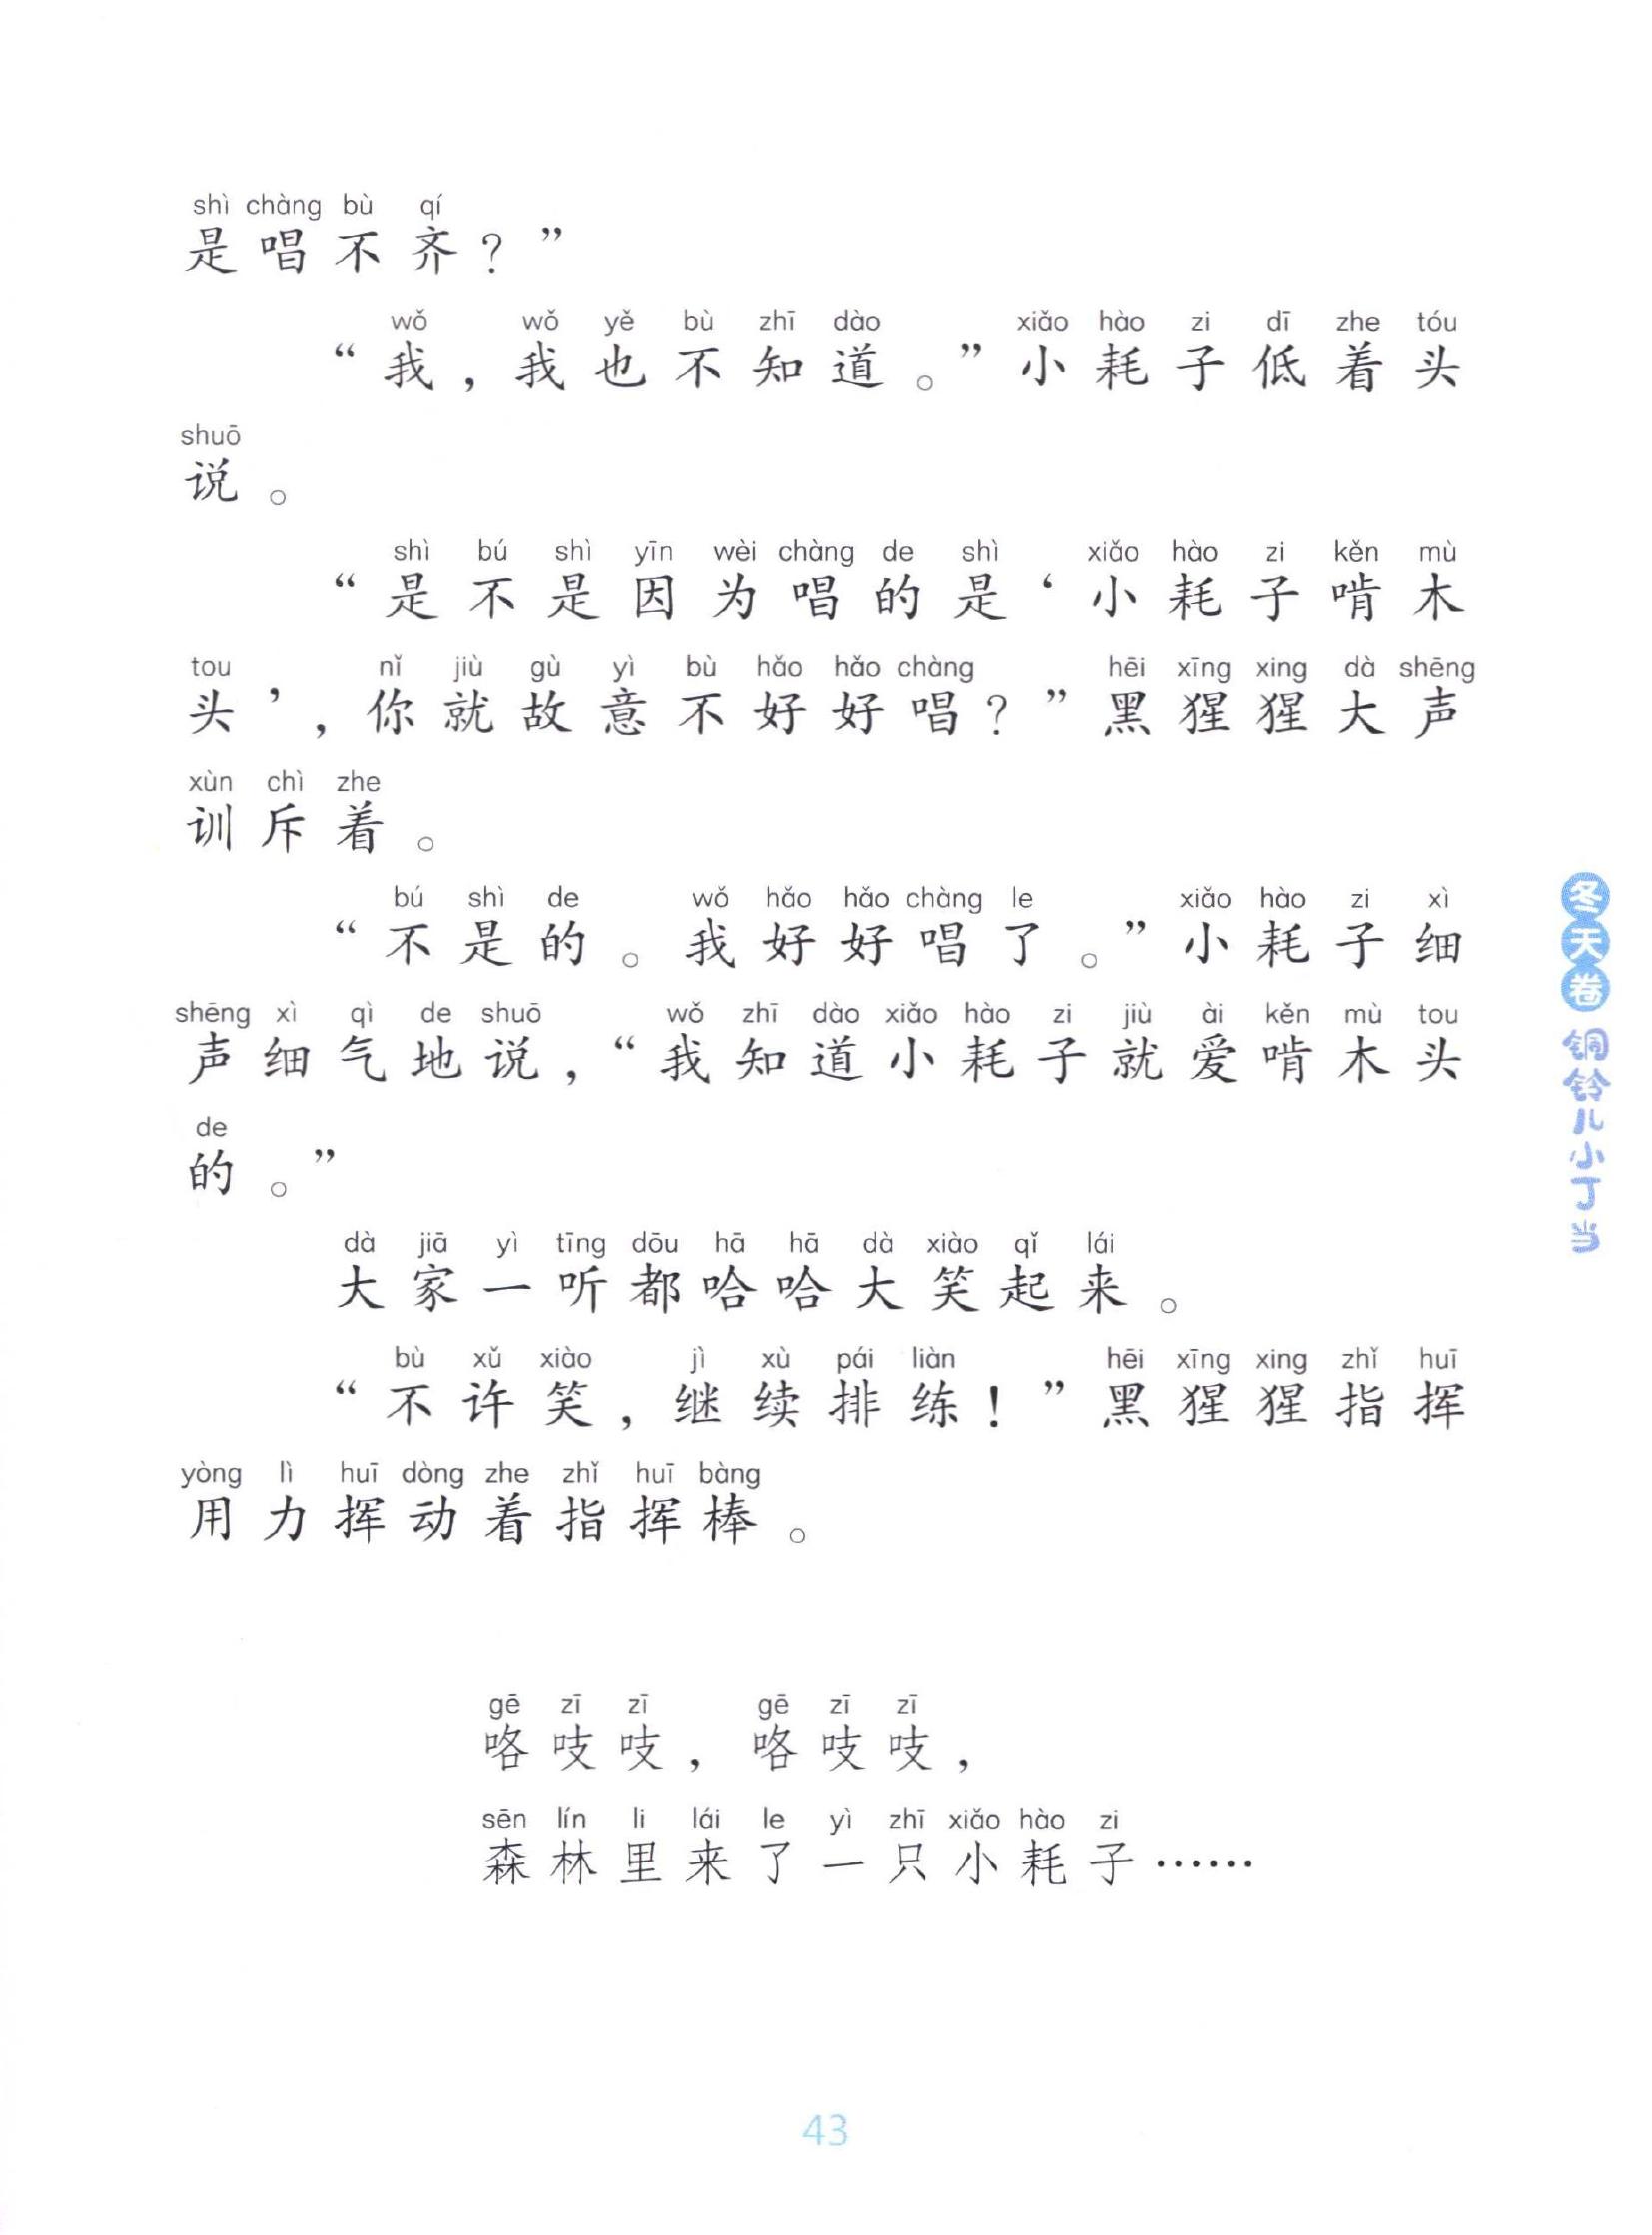 shì chàng bù qí
是唱不齐？”
wǒ wǒ yě bù zhī dào xiǎo hào zi dī zhe tóu
“我，我也不知道。”小耗子低着头
shuō
说。
shì bú shì yīn wèi chàng de shì xiǎo hào zi kěn mù
“是不是因为唱的是‘小耗子啃木
tou nǐ jiù gù yì bù hǎo hǎo chàng hēi xīng xing dà shēng
头’，你就故意不好好唱？”黑猩猩大声
xùn chì zhe
训斥着。
bú shì de wǒ hǎo hǎo chàng le xiǎo hào zi xì
“不是的。我好好唱了。”小耗子细
shēng xì qì de shuō wǒ zhī dào xiǎo hào zi jiù ài kěn mù tou
声细气地说，“我知道小耗子就爱啃木头
de
的。”
dà jiā yì tīng dōu hā hā dà xiào qǐ lái
大家一听都哈哈大笑起来。
bù xǔ xiào jì xù pái liàn hēi xīng xing zhǐ huī
“不许笑，继续排练！”黑猩猩指挥
yòng lì huī dòng zhe zhǐ huī bàng
用力挥动着指挥棒。
gē zī zī gē zī zī
咯吱吱，咯吱吱，
sēn lín li lái le yì zhī xiǎo hào zi
森林里来了一只小耗子……
冬天卷 铜铃儿小丁当
43